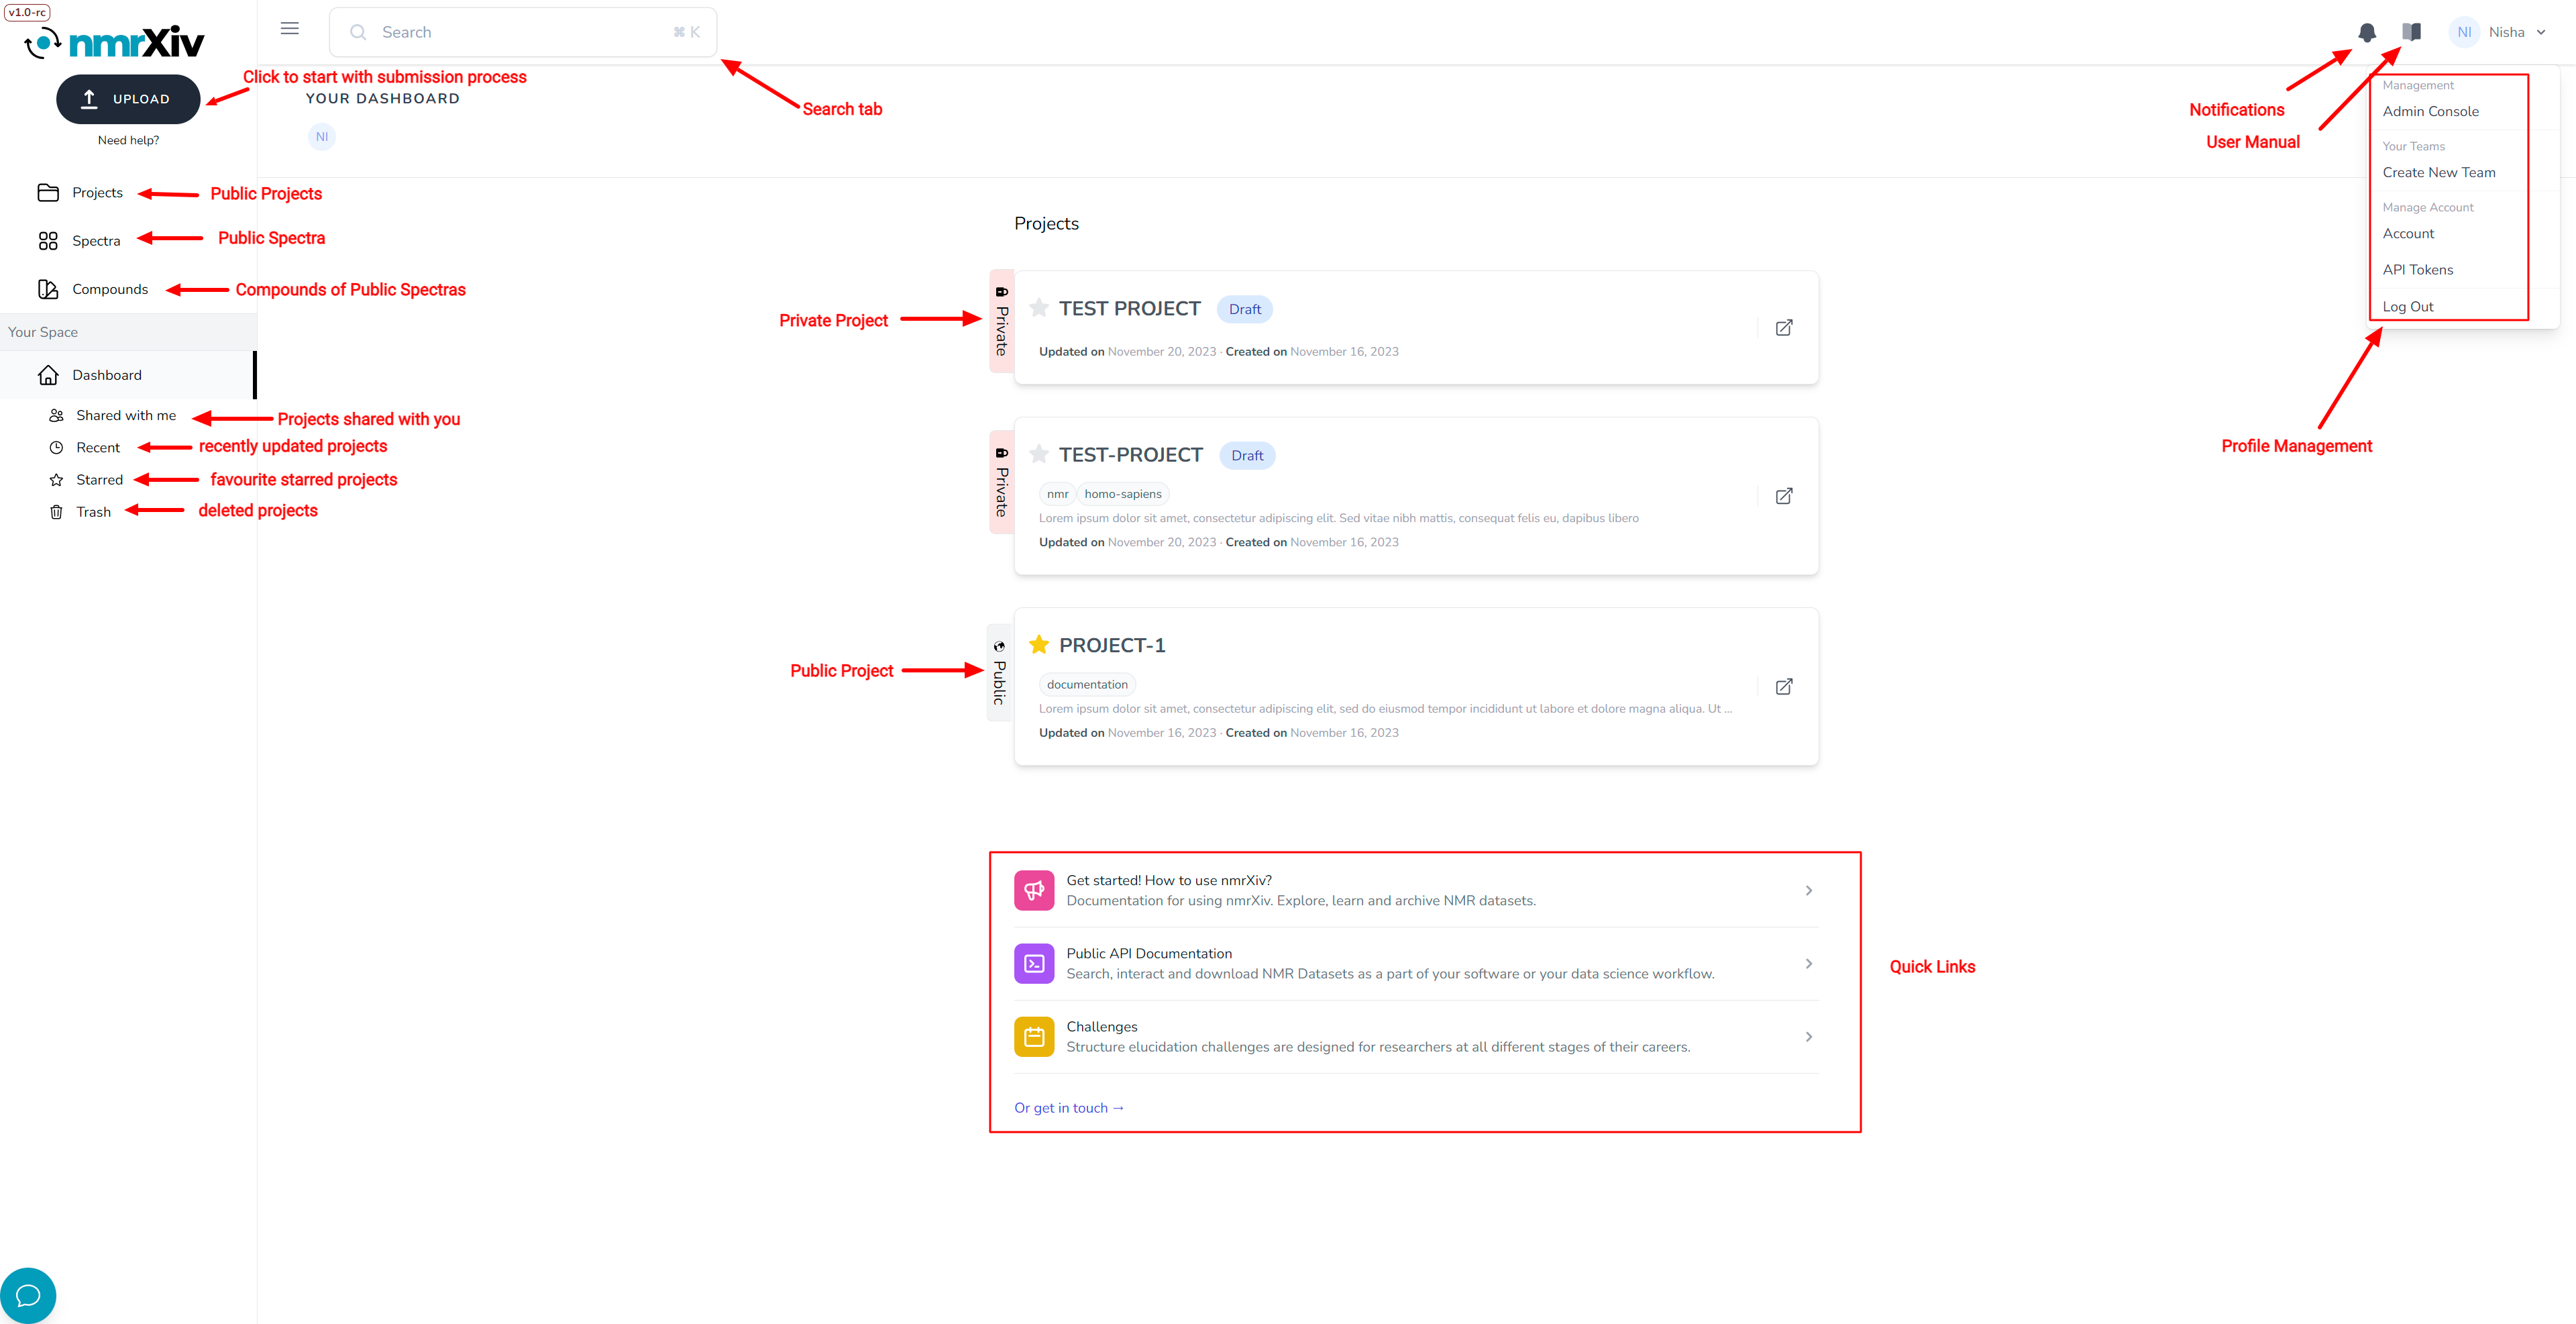 v1.0-rc
nmrXiv
Search
⌘ K
NI
Nisha
Click to start with submission process
UPLOAD
Need help?
YOUR DASHBOARD
NI
Search tab
Notifications
User Manual
Management
Admin Console
Your Teams
Create New Team
Manage Account
Account
API Tokens
Log Out
Profile Management
Projects
Public Projects
Spectra
Public Spectra
Compounds
Compounds of Public Spectras
Your Space
Dashboard
Shared with me
Projects shared with you
Recent
recently updated projects
Starred
favourite starred projects
Trash
deleted projects
Projects
Private Project
Private
TEST PROJECT
Draft
Updated on November 20, 2023 · Created on November 16, 2023
Private
TEST-PROJECT
Draft
nmr
homo-sapiens
Lorem ipsum dolor sit amet, consectetur adipiscing elit. Sed vitae nibh mattis, consequat felis eu, dapibus libero
Updated on November 20, 2023 · Created on November 16, 2023
Public Project
Public
PROJECT-1
documentation
Lorem ipsum dolor sit amet, consectetur adipiscing elit, sed do eiusmod tempor incididunt ut labore et dolore magna aliqua. Ut ...
Updated on November 16, 2023 · Created on November 16, 2023
Get started! How to use nmrXiv?
Documentation for using nmrXiv. Explore, learn and archive NMR datasets.
Public API Documentation
Search, interact and download NMR Datasets as a part of your software or your data science workflow.
Quick Links
Challenges
Structure elucidation challenges are designed for researchers at all different stages of their careers.
Or get in touch →